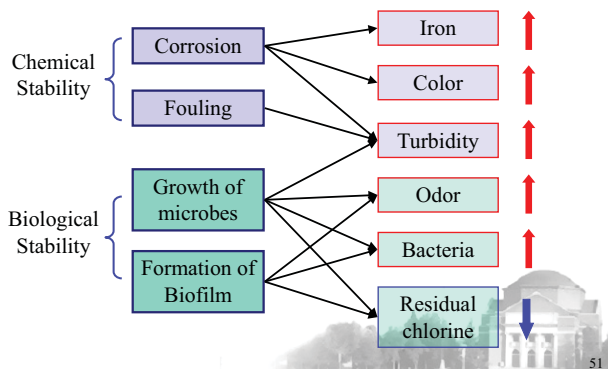 Chemical
Stability
Corrosion
Fouling
Biological
Stability
Growth of
microbes
Formation of
Biofilm
Iron
Color
Turbidity
Odor
Bacteria
Residual
chlorine
51